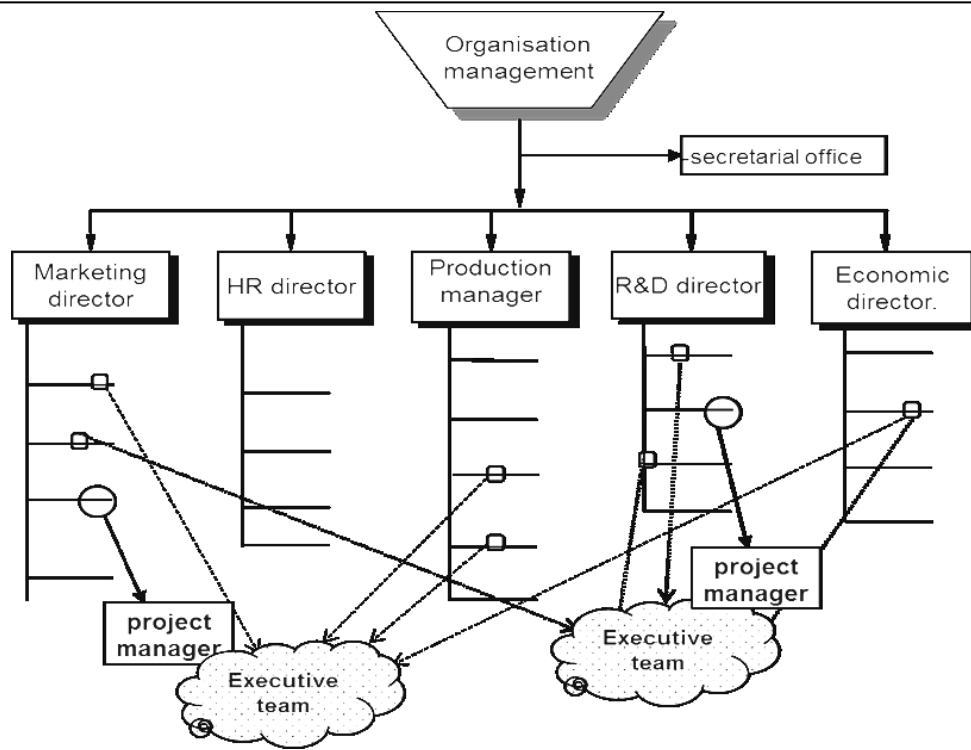 Organisation
management
-secretarial office
Marketing
director
HR director
Production
manager
R&D director
Economic
director.
project
manager
project
manager
Executive
team
Executive
team